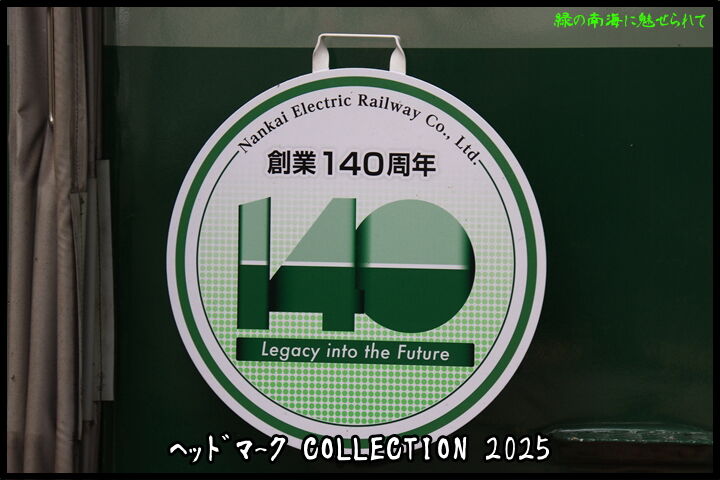 緑の南海に魅せられて
Nankai Electric Railway Co., Ltd.
創業140周年
140
Legacy into the Future
ヘッドマーク COLLECTION 2025